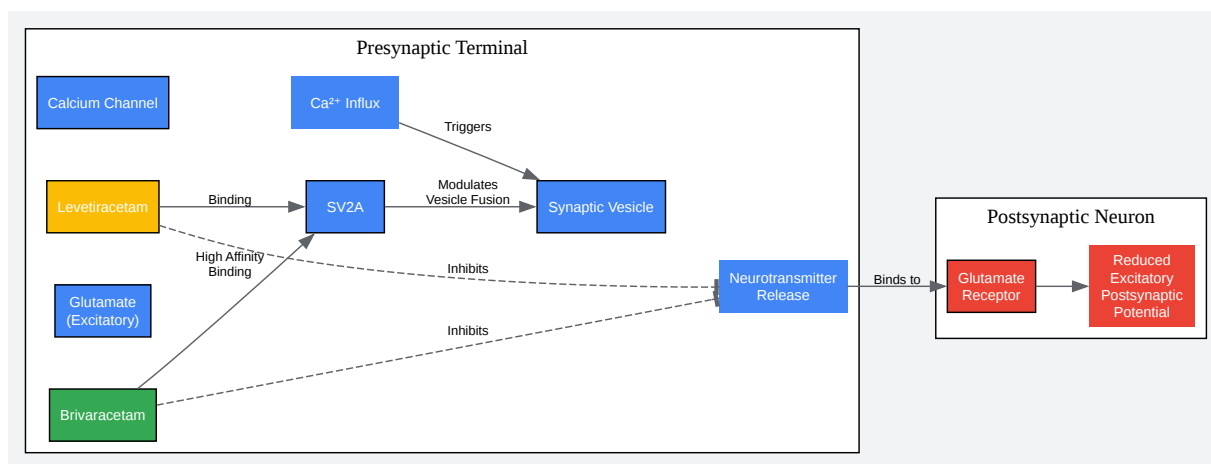 Presynaptic Terminal
Calcium Channel
Ca²⁺ Influx
Triggers
Levetiracetam
Binding
SV2A
Modulates
Vesicle Fusion
Synaptic Vesicle
High Affinity
Binding
Inhibits
Glutamate
(Excitatory)
Inhibits
Brivaracetam
Neurotransmitter
Release
Binds to
Postsynaptic Neuron
Glutamate
Receptor
Reduced
Excitatory
Postsynaptic
Potential